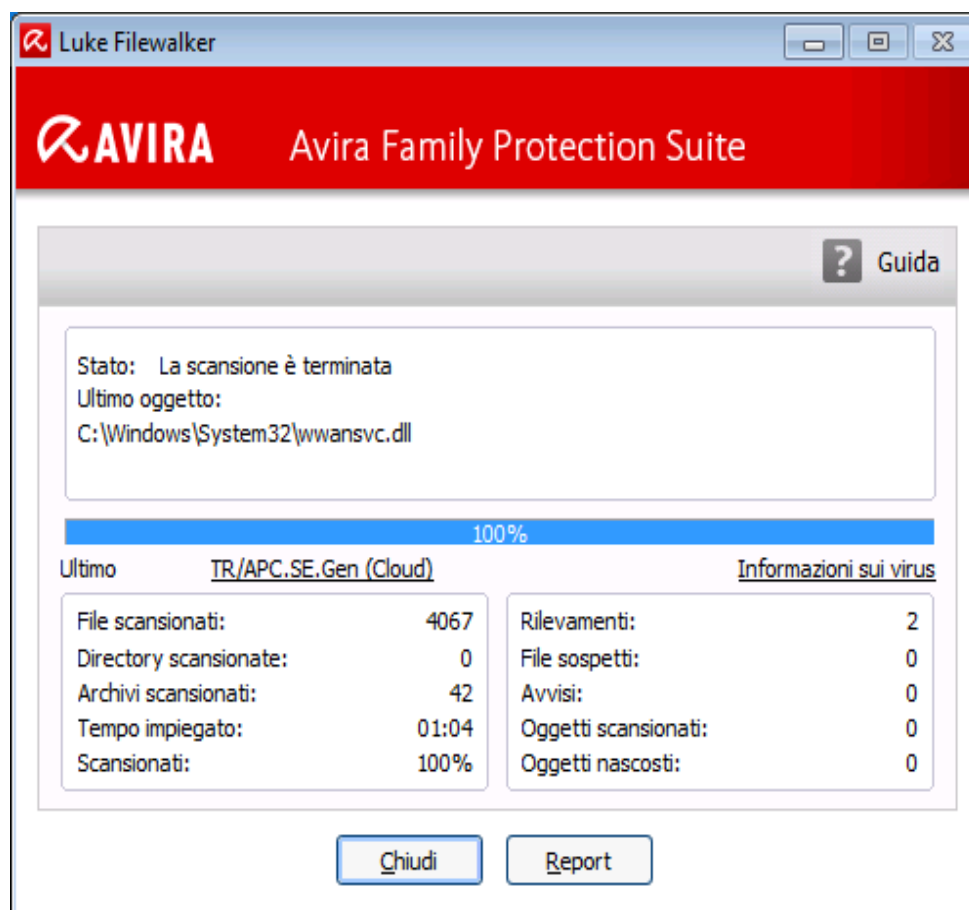 Luke Filewalker
AVIRA Avira Family Protection Suite
? Guida
Stato: La scansione è terminata
Ultimo oggetto:
C:\Windows\System32\wwansvc.dll
100%
Ultimo TR/APC.SE.Gen (Cloud) Informazioni sui virus
File scansionati: 4067
Directory scansionate: 0
Archivi scansionati: 42
Tempo impiegato: 01:04
Scansionati: 100%
Rilevamenti: 2
File sospetti: 0
Avvisi: 0
Oggetti scansionati: 0
Oggetti nascosti: 0
Chiudi Report